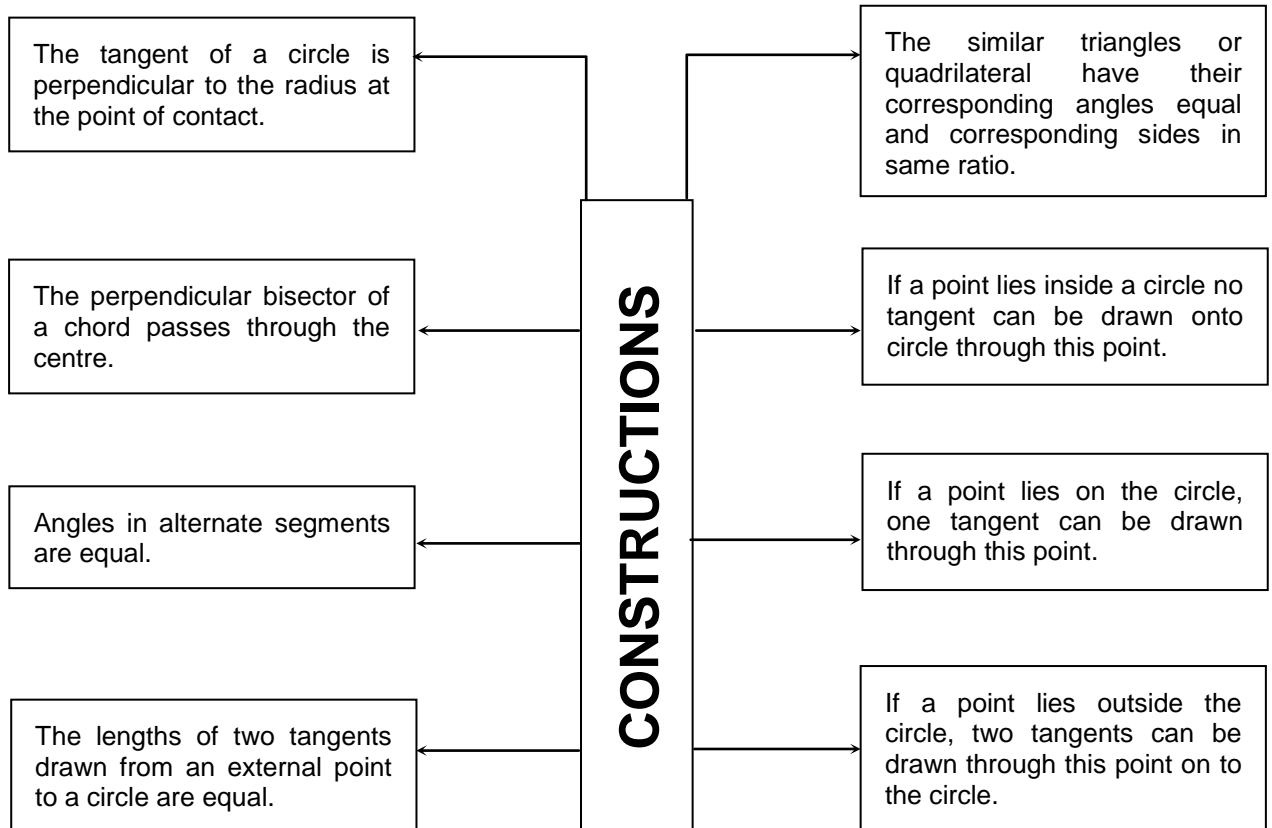 The tangent of a circle is
perpendicular to the radius at
the point of contact.
The similar triangles or
quadrilateral have their
corresponding angles equal
and corresponding sides in
same ratio.
The perpendicular bisector of
a chord passes through the
centre.
If a point lies inside a circle no
tangent can be drawn onto
circle through this point.
CONSTRUCTIONS
Angles in alternate segments
are equal.
If a point lies on the circle,
one tangent can be drawn
through this point.
The lengths of two tangents
drawn from an external point
to a circle are equal.
If a point lies outside the
circle, two tangents can be
drawn through this point on to
the circle.